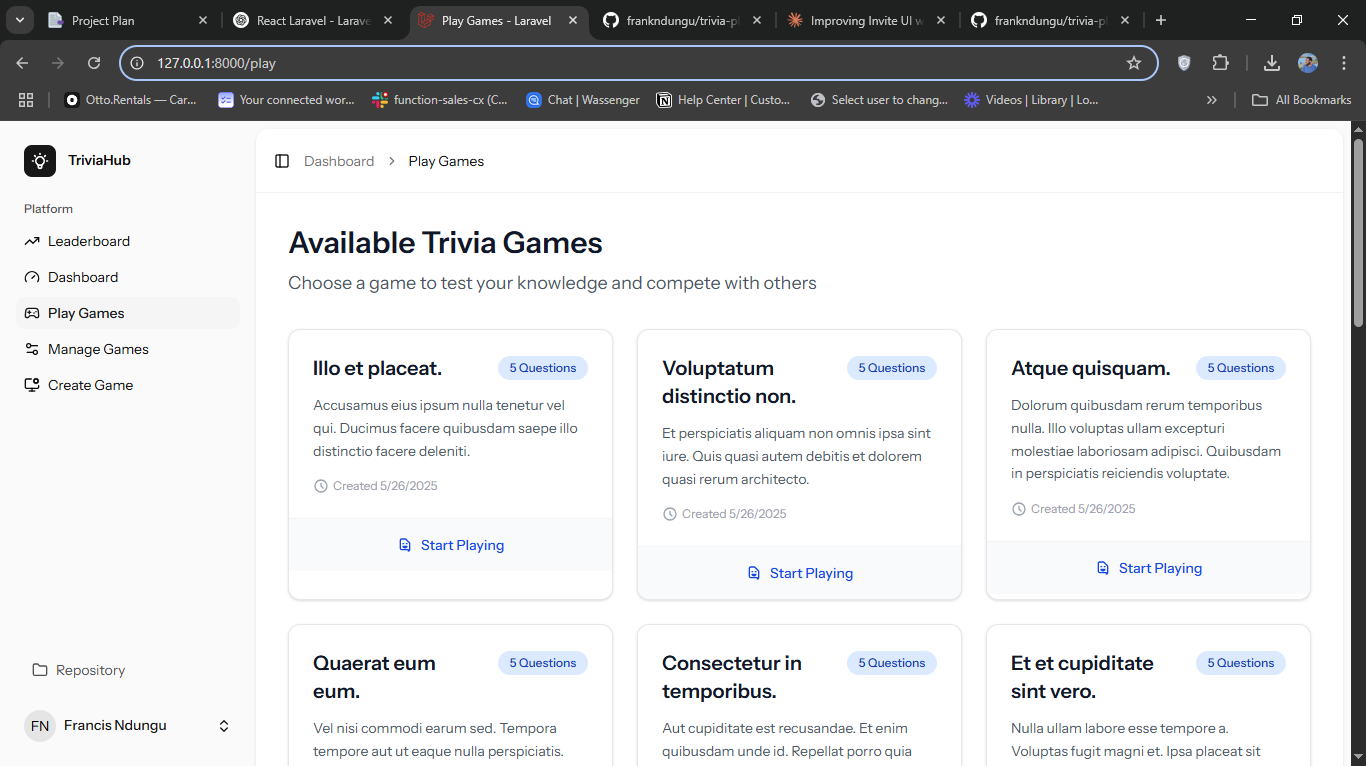 Project Plan
React Laravel - Larave
Play Games - Laravel
frankndungu/trivia-pl
Improving Invite UI w
frankndungu/trivia-pl
127.0.0.1:8000/play
Otto.Rentals — Car...
Your connected wor...
function-sales-cx (C...
Chat | Wassenger
Help Center | Custo...
Select user to chang...
Videos | Library | Lo...
All Bookmarks
TriviaHub
Platform
Leaderboard
Dashboard
Play Games
Manage Games
Create Game
Repository
FN
Francis Ndungu
Dashboard
Play Games
Available Trivia Games
Choose a game to test your knowledge and compete with others
Illo et placeat.
5 Questions
Accusamus eius ipsum nulla tenetur vel
qui. Ducimus facere quibusdam saepe illo
distinctio facere deleniti.
Created 5/26/2025
Start Playing
Voluptatum
distinctio non.
5 Questions
Et perspiciatis aliquam non omnis ipsa sint
iure. Quis quasi autem debitis et dolorem
quasi rerum architecto.
Created 5/26/2025
Start Playing
Atque quisquam.
5 Questions
Dolorum quibusdam rerum temporibus
nulla. Illo voluptas ullam excepturi
molestiae laboriosam adipisci. Quibusdam
in perspiciatis reiciendis voluptate.
Created 5/26/2025
Start Playing
Quaerat eum
eum.
5 Questions
Vel nisi commodi earum sed. Tempora
tempore aut ut eaque nulla perspiciatis.
Consectetur in
temporibus.
5 Questions
Aut cupiditate est recusandae. Et enim
quibusdam unde id. Repellat porro quia
Et et cupiditate
sint vero.
5 Questions
Nulla ullam labore esse tempore a.
Voluptas fugit magni et. Ipsa placeat sit